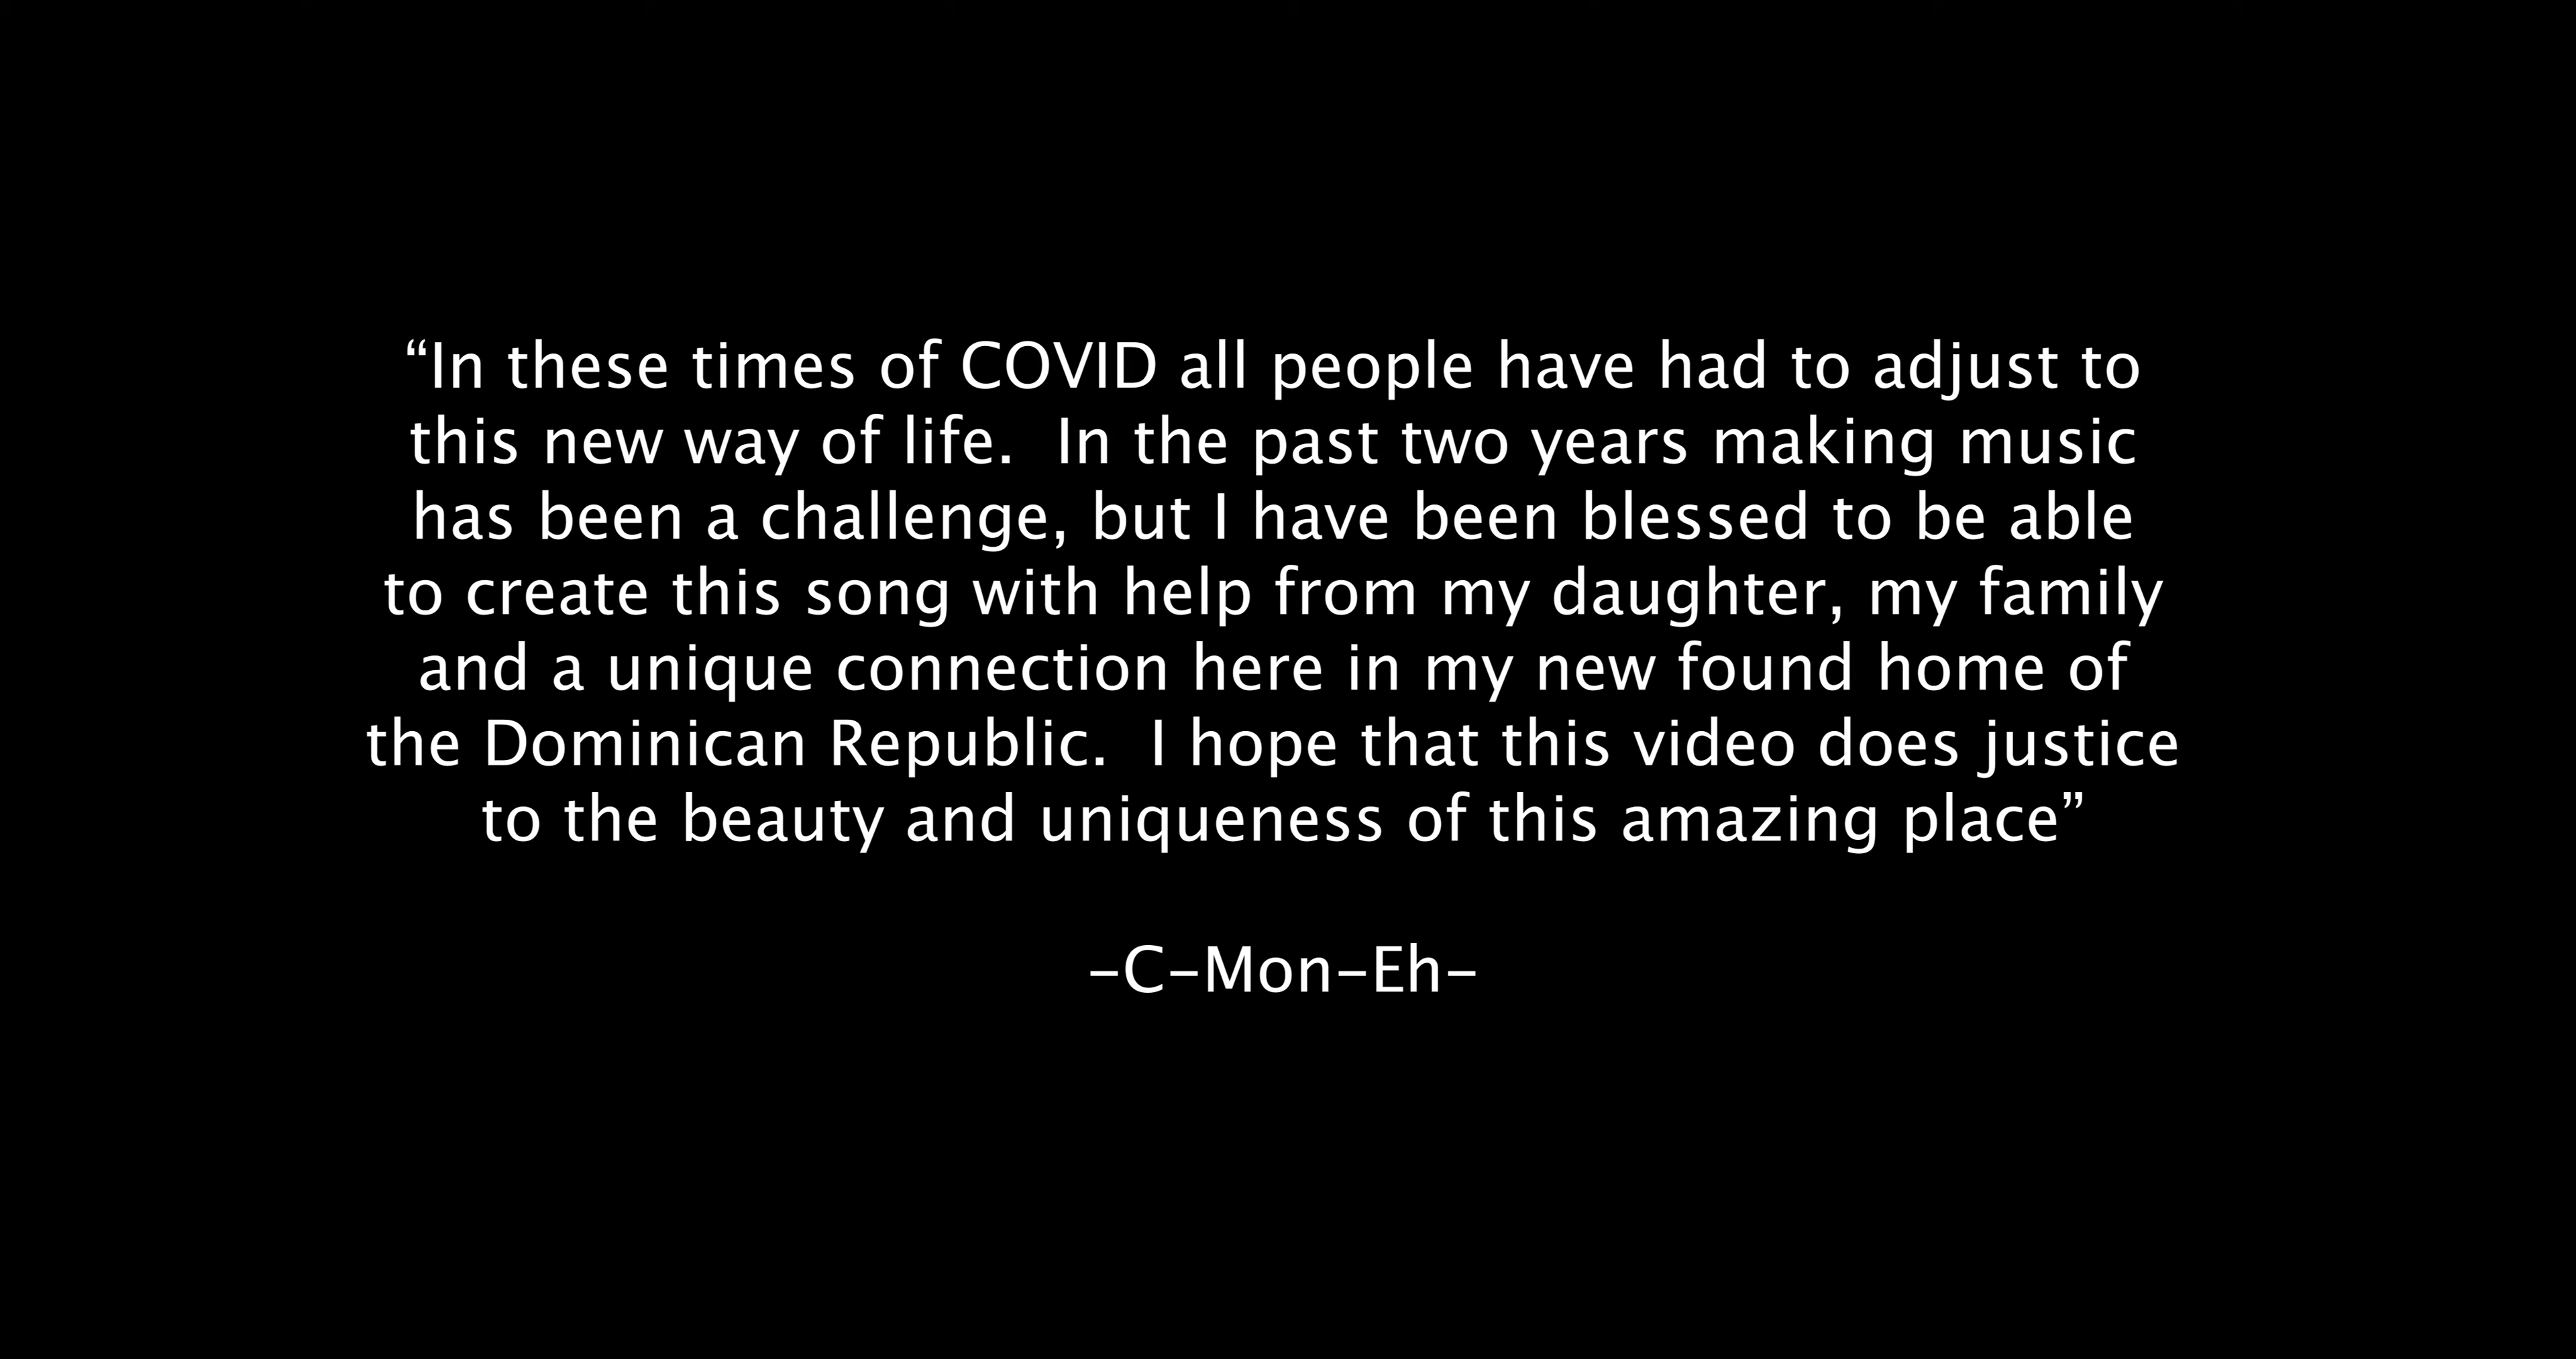 “In these times of COVID all people have had to adjust to
this new way of life.  In the past two years making music
has been a challenge, but I have been blessed to be able
to create this song with help from my daughter, my family
and a unique connection here in my new found home of
the Dominican Republic.  I hope that this video does justice
to the beauty and uniqueness of this amazing place”
-C-Mon-Eh-